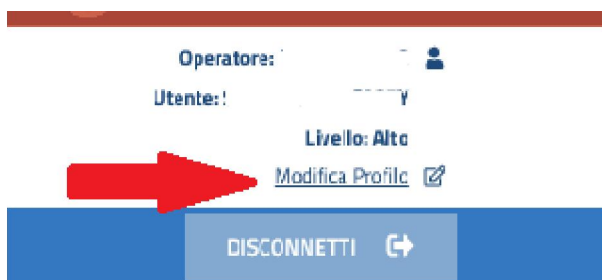 Operatore:
Utente:
Livello: Alto
Modifica Profilo
DISCONNETTI